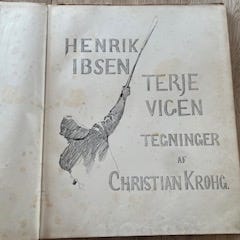 HENRIK
IBSEN
TERJE
VIGEN
TEGNINGER
AF
CHRISTIAN KROHG.